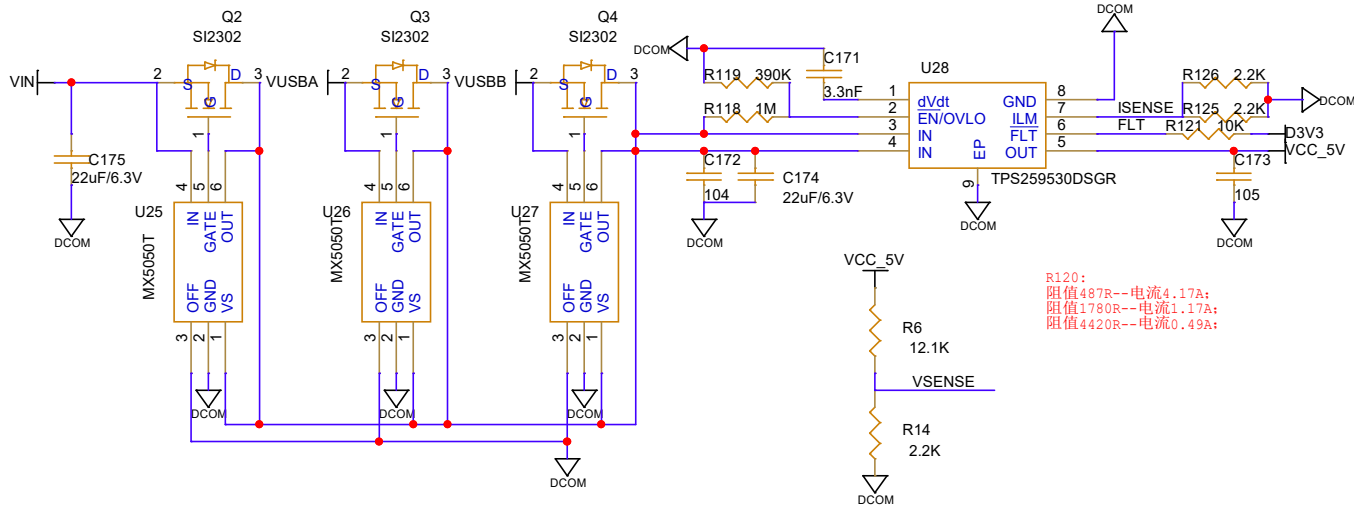 Q2
SI2302
Q3
SI2302
Q4
SI2302
VIN
2
S
D
G
3
1
VUSBA
2
S
D
G
3
1
VUSBB
2
S
D
G
3
1
C175
22uF/6.3V
DCOM
U25
MX5050T
4
5
6
IN
GATE
OUT
OFF
GND
VS
3
2
1
DCOM
U26
MX5050T
4
5
6
IN
GATE
OUT
OFF
GND
VS
3
2
1
DCOM
U27
MX5050T
4
5
6
IN
GATE
OUT
OFF
GND
VS
3
2
1
DCOM
DCOM
DCOM
R119 390K
R118 1M
C171
3.3nF
C172
104
C174
22uF/6.3V
DCOM
U28
1
dVdt
2
EN/OVLO
3
IN
4
IN
GND
8
ILM
7
FLT
6
OUT
5
EP
9
TPS259530DSGR
DCOM
DCOM
ISENSE
FLT
R126 2.2K
R125 2.2K
R121 10K
DCOM
D3V3
VCC_5V
C173
105
DCOM
VCC_5V
R6
12.1K
VSENSE
R14
2.2K
DCOM
R120:
阻值487R--电流4.17A;
阻值1780R--电流1.17A;
阻值4420R--电流0.49A;